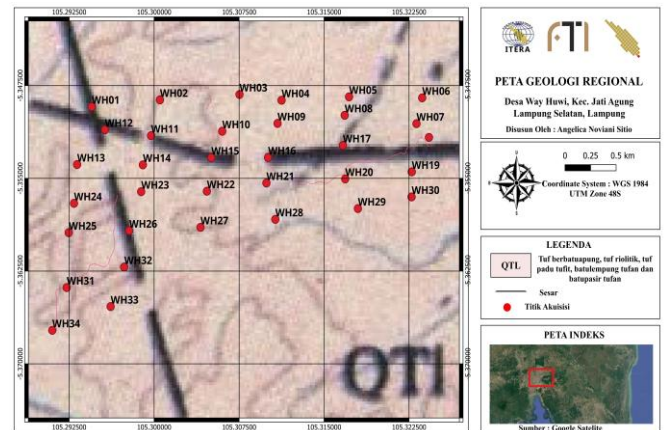 105.292500 105.300000 105.307500 105.315000 105.322500
-5.347500
-5.355000
-5.362500
-5.370000
WH01
WH02
WH03
WH04
WH05
WH06
WH12
WH11
WH10
WH09
WH08
WH07
WH13
WH14
WH15
WH16
WH17
WH24
WH23
WH22
WH21
WH20
WH19
WH25
WH26
WH27
WH28
WH29
WH30
WH31
WH32
WH33
WH34
QTl
-5.347500
-5.355000
-5.362500
-5.370000
105.292500 105.300000 105.307500 105.315000 105.322500
ITERA
FTI
PETA GEOLOGI REGIONAL
Desa Way Huwi, Kec. Jati Agung
Lampung Selatan, Lampung
Disusun Oleh : Angelica Noviani Sitio
0 0.25 0.5 km
Coordinate System : WGS 1984
UTM Zone 48S
LEGENDA
QTL
Tuf berbatuapung, tuf riolitik, tuf
padu tufit, batulempung tufan dan
batupasir tufan
Sesar
Titik Akuisisi
PETA INDEKS
Sumber : Google Satelite